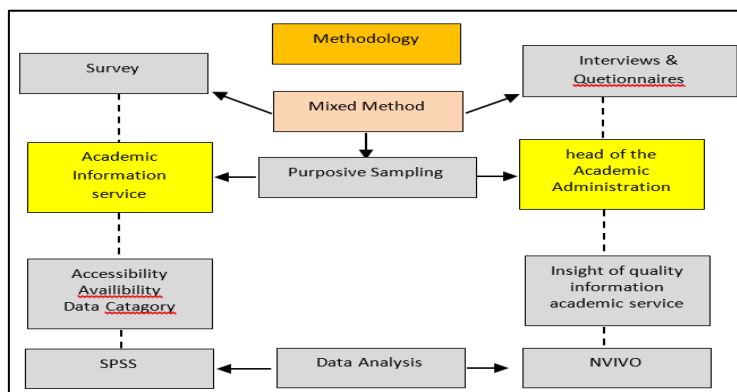 Methodology
Survey
Interviews &
Quetionnaires
Mixed Method
Academic
Information
service
Purposive Sampling
head of the
Academic
Administration
Accessibility
Availibility
Data Catagory
Insight of quality
information
academic service
SPSS
Data Analysis
NVIVO